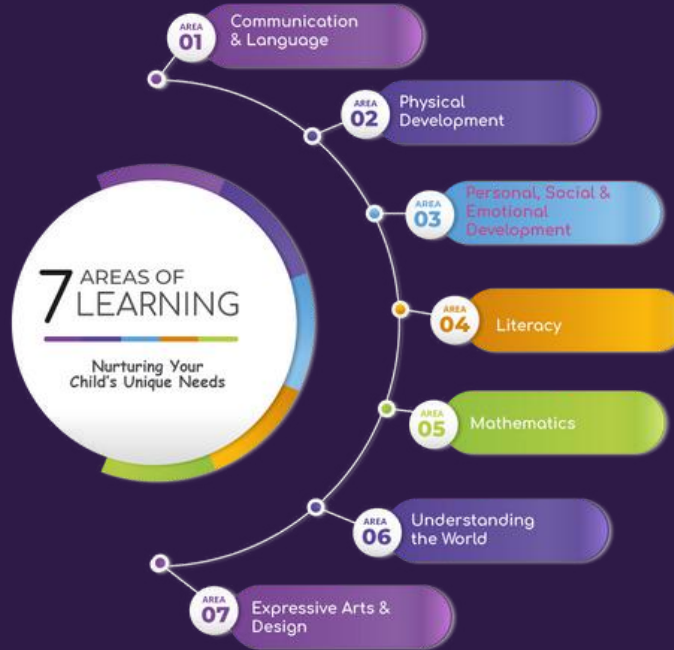 AREA
01
Communication
& Language
AREA
02
Physical
Development
AREA
03
Personal, Social &
Emotional
Development
7 AREAS OF
LEARNING
Nurturing Your
Child's Unique Needs
AREA
04
Literacy
AREA
05
Mathematics
AREA
06
Understanding
the World
AREA
07
Expressive Arts &
Design